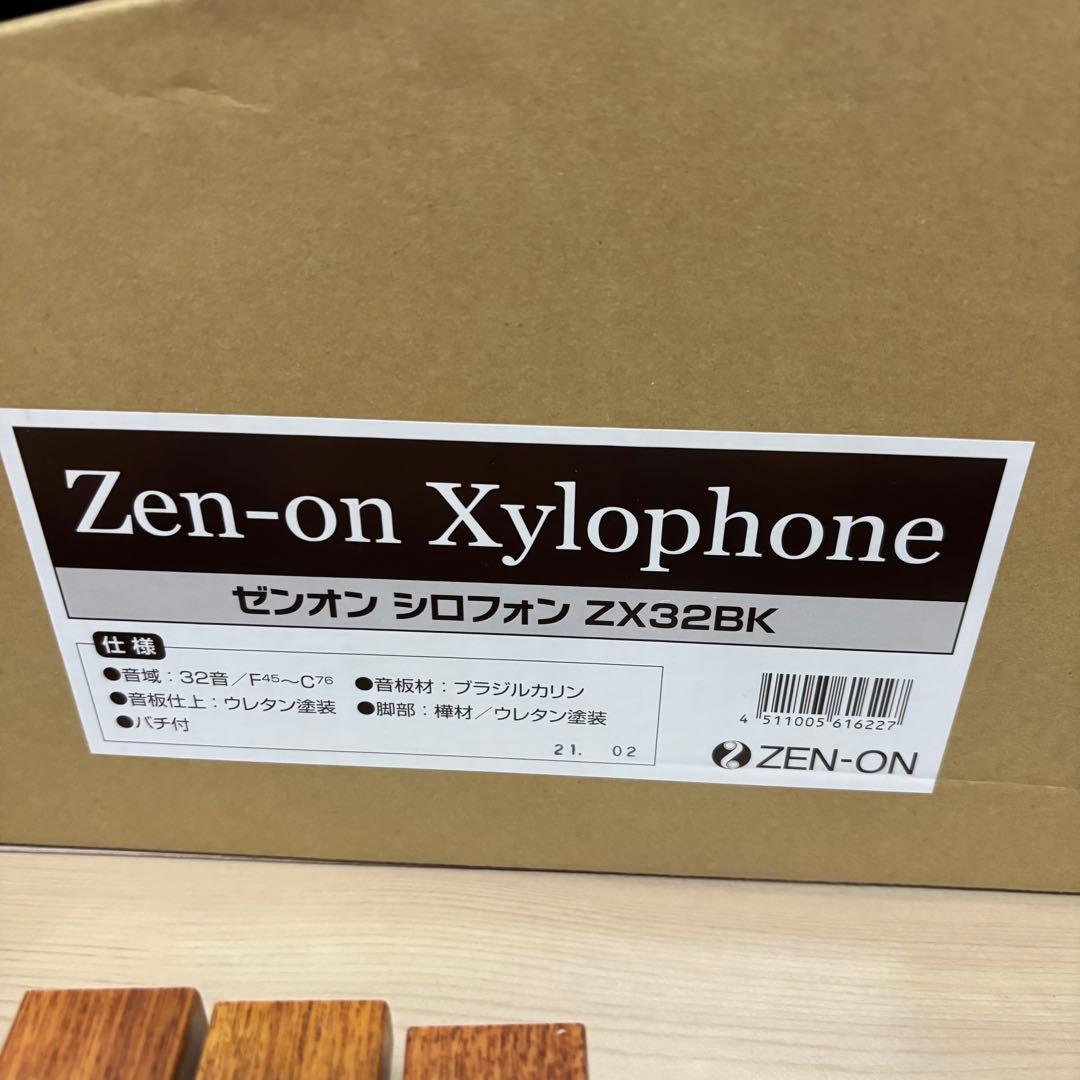 Zen-on Xylophone
ゼンオン シロフォン ZX32BK
仕様
●音域：32音／F45～C76 ●音板材：ブラジルカリン
●音板仕上：ウレタン塗装 ●脚部：樺材／ウレタン塗装
●バチ付
21. 02
4 511005 616227
ZEN-ON